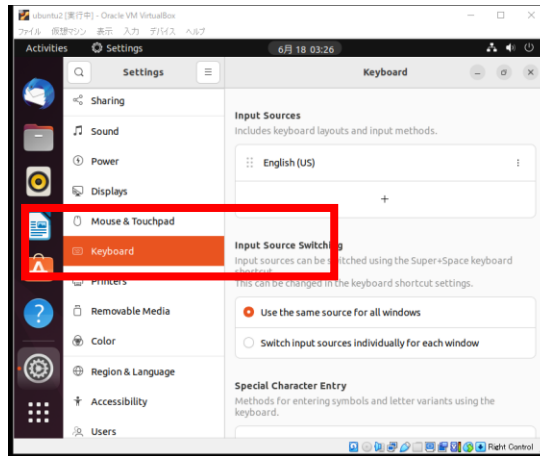 ubuntu2 [実行中] - Oracle VM VirtualBox
ファイル 仮想マシン 表示 入力 デバイス ヘルプ
Activities Settings 6月 18 03:26
Settings
Keyboard
Sharing
Sound
Power
Displays
Mouse & Touchpad
Keyboard
Printers
Removable Media
Color
Region & Language
Accessibility
Users
Input Sources
Includes keyboard layouts and input methods.
English (US)
+
Input Source Switching
Input sources can be switched using the Super+Space keyboard
shortcut.
This can be changed in the keyboard shortcut settings.
Use the same source for all windows
Switch input sources individually for each window
Special Character Entry
Methods for entering symbols and letter variants using the
keyboard.
Right Control